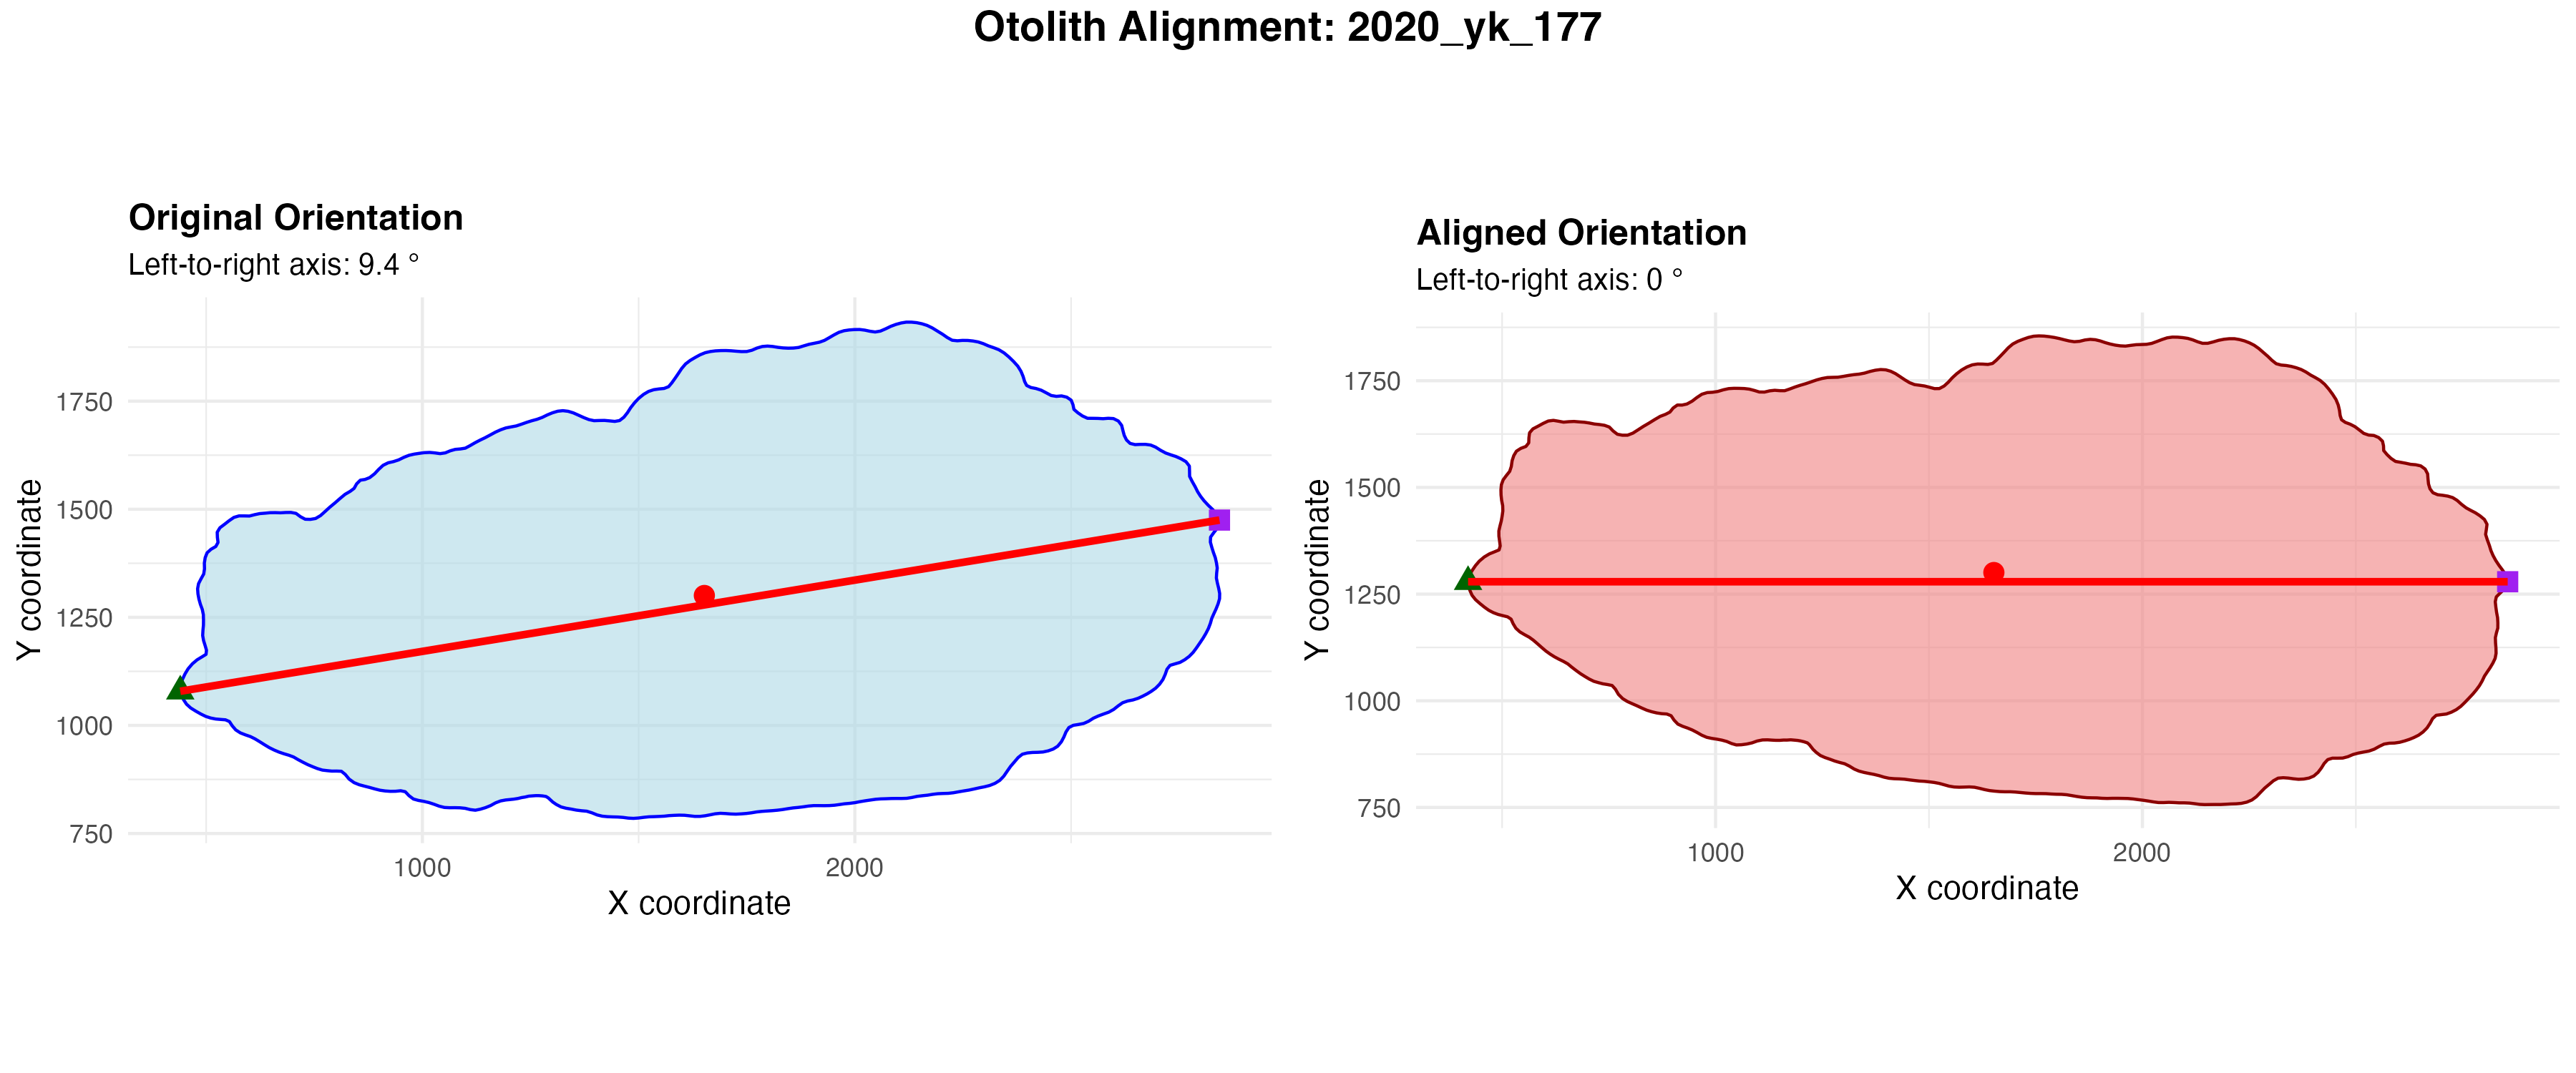 Otolith Alignment: 2020_yk_177
Original Orientation
Left-to-right axis: 9.4 °
1750
1500
1250
1000
750
Y coordinate
1000
2000
X coordinate
Aligned Orientation
Left-to-right axis: 0 °
1750
1500
1250
1000
750
Y coordinate
1000
2000
X coordinate